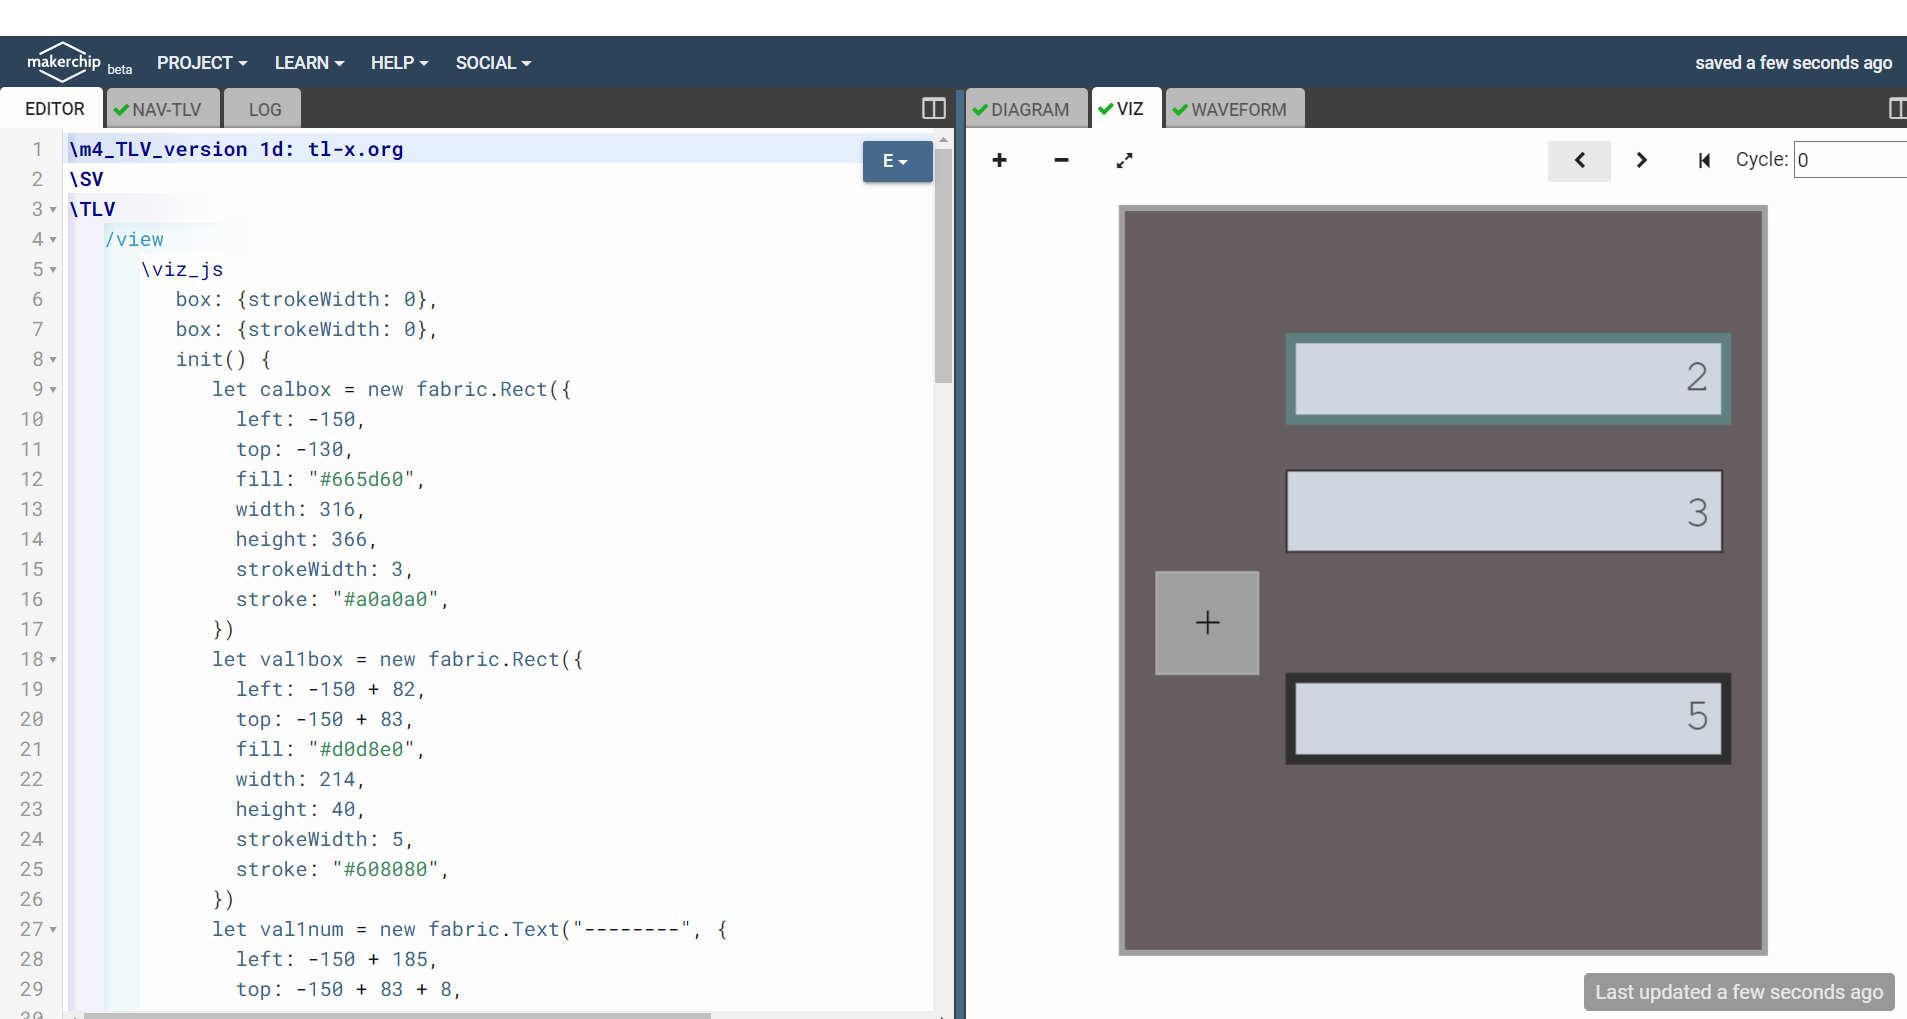 makerchip beta PROJECT LEARN HELP SOCIAL saved a few seconds ago
EDITOR NAV-TLV LOG DIAGRAM VIZ WAVEFORM
E
Cycle: 0
1 \m4_TLV_version 1d: tl-x.org
2 \SV
3 \TLV
4 /view
5 \viz_js
6 box: {strokeWidth: 0},
7 box: {strokeWidth: 0},
8 init() {
9 let calbox = new fabric.Rect({
10 left: -150,
11 top: -130,
12 fill: "#665d60",
13 width: 316,
14 height: 366,
15 strokeWidth: 3,
16 stroke: "#a0a0a0",
17 })
18 let val1box = new fabric.Rect({
19 left: -150 + 82,
20 top: -150 + 83,
21 fill: "#d0d8e0",
22 width: 214,
23 height: 40,
24 strokeWidth: 5,
25 stroke: "#608080",
26 })
27 let val1num = new fabric.Text("--------", {
28 left: -150 + 185,
29 top: -150 + 83 + 8,
30
2
3
+
5
Last updated a few seconds ago